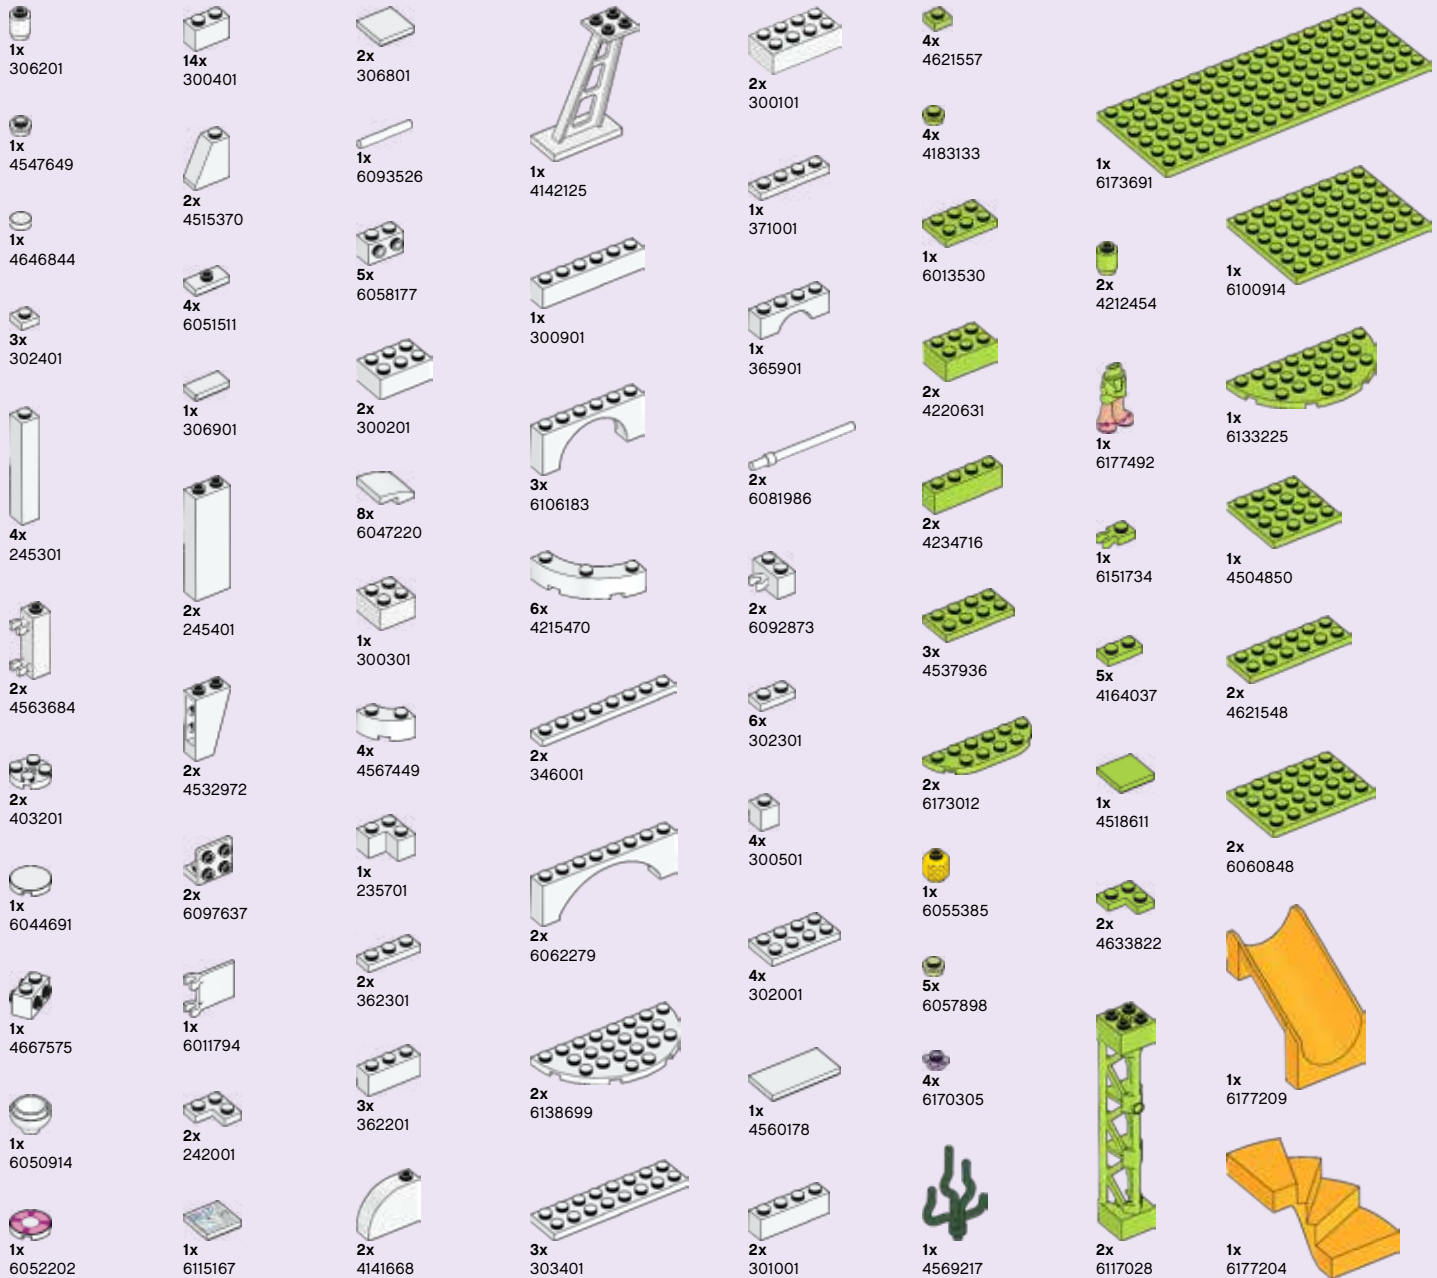 1x
306201
1x
4547649
1x
4646844
3x
302401
4x
245301
2x
4563684
2x
403201
1x
6044691
1x
4667575
1x
6050914
1x
6052202
14x
300401
2x
4515370
4x
6051511
1x
306901
2x
245401
2x
4532972
2x
6097637
1x
6011794
2x
242001
1x
6115167
2x
306801
1x
6093526
5x
6058177
2x
300201
8x
6047220
1x
300301
4x
4567449
1x
235701
2x
362301
3x
362201
2x
4141668
1x
4142125
1x
300901
3x
6106183
6x
4215470
2x
346001
2x
6062279
2x
6138699
3x
303401
2x
300101
1x
371001
1x
365901
2x
6081986
2x
6092873
6x
302301
4x
300501
4x
302001
1x
4560178
2x
301001
4x
4621557
4x
4183133
1x
6013530
2x
4220631
2x
4234716
3x
4537936
2x
6173012
1x
6055385
5x
6057898
4x
6170305
1x
4569217
1x
6173691
2x
4212454
1x
6177492
1x
6151734
5x
4164037
1x
4518611
2x
4633822
2x
6117028
1x
6100914
1x
6133225
1x
4504850
2x
4621548
2x
6060848
1x
6177209
1x
6177204